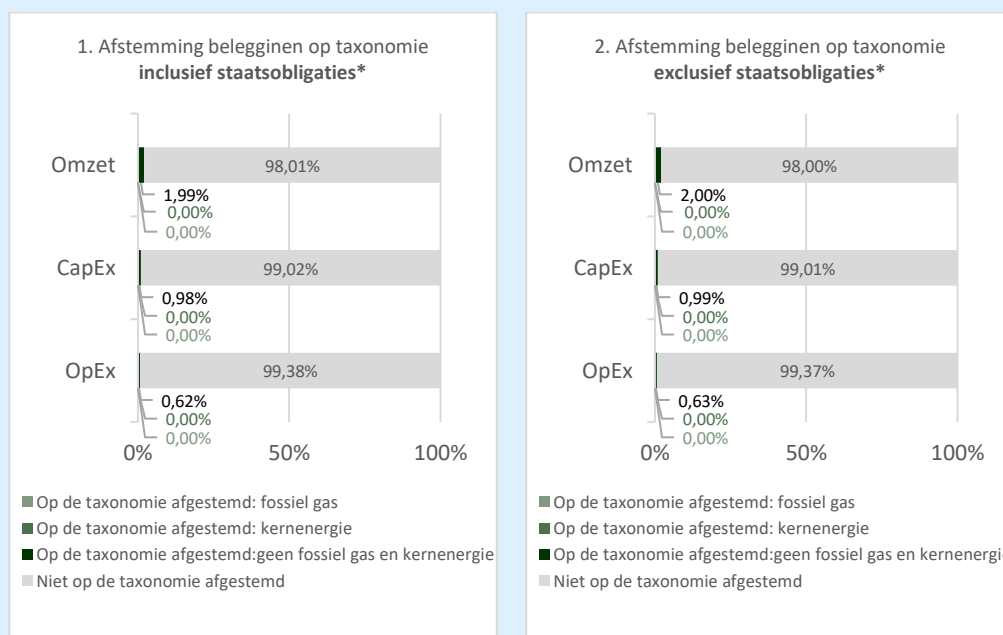 1. Afstemming belegginen op taxonomie
inclusief staatsobligaties*
Omzet
98,01%
1,99%
0,00%
0,00%
CapEx
99,02%
0,98%
0,00%
0,00%
OpEx
99,38%
0,62%
0,00%
0,00%
0%
50%
100%
Op de taxonomie afgestemd: fossiel gas
Op de taxonomie afgestemd: kernenergie
Op de taxonomie afgestemd:geen fossiel gas en kernenergie
Niet op de taxonomie afgestemd
2. Afstemming belegginen op taxonomie
exclusief staatsobligaties*
Omzet
98,00%
2,00%
0,00%
0,00%
CapEx
99,01%
0,99%
0,00%
0,00%
OpEx
99,37%
0,63%
0,00%
0,00%
0%
50%
100%
Op de taxonomie afgestemd: fossiel gas
Op de taxonomie afgestemd: kernenergie
Op de taxonomie afgestemd:geen fossiel gas en kernenergie
Niet op de taxonomie afgestemd